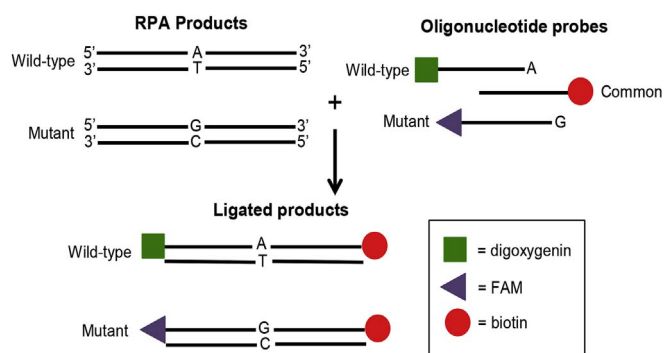 RPA Products
Oligonucleotide probes
Wild-type 5’ A 3’
3’ T 5’
Mutant 5’ G 3’
3’ C 5’
+
Wild-type A
Common
Mutant G
Ligated products
Wild-type A
T
Mutant G
C
= digoxygenin
= FAM
= biotin